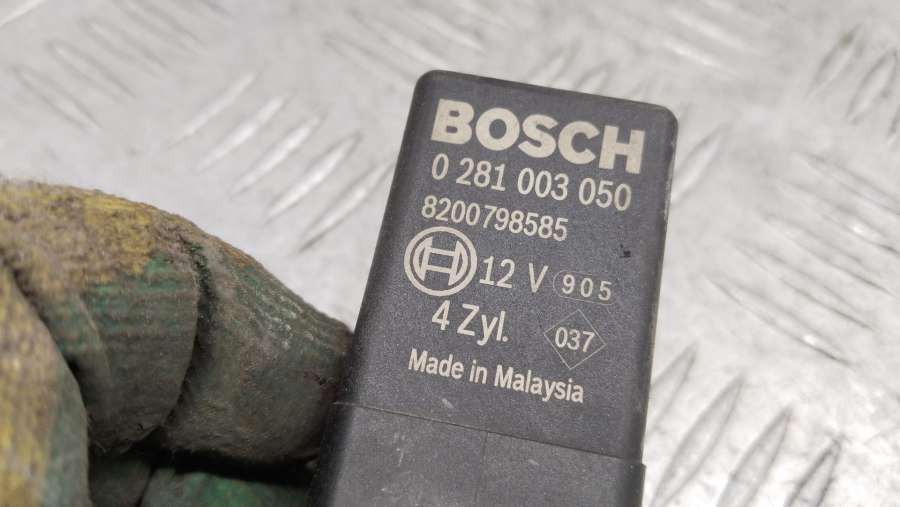 BOSCH
0 281 003 050
8200798585
12 V 905
4 Zyl. 037
Made in Malaysia